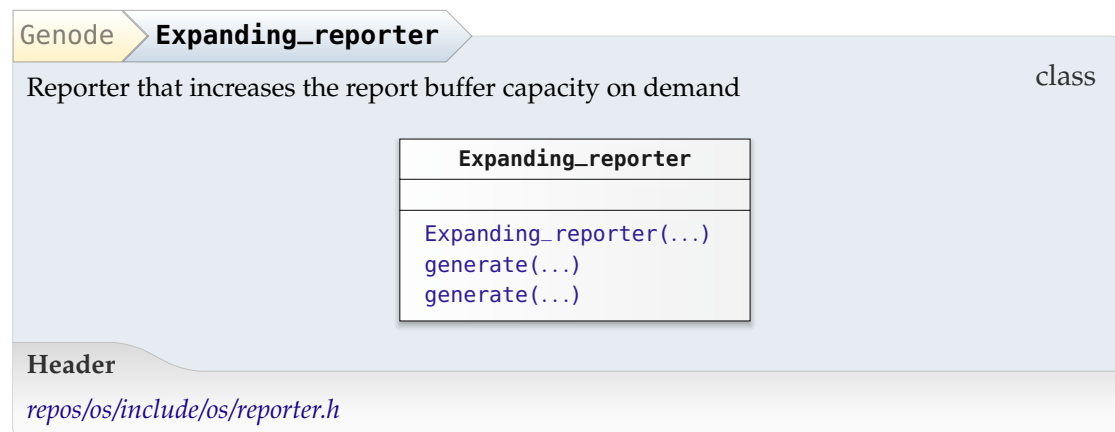 Genode Expanding_reporter
class
Reporter that increases the report buffer capacity on demand
Expanding_reporter
Expanding_reporter(...)
generate(...)
generate(...)
Header
repos/os/include/os/reporter.h